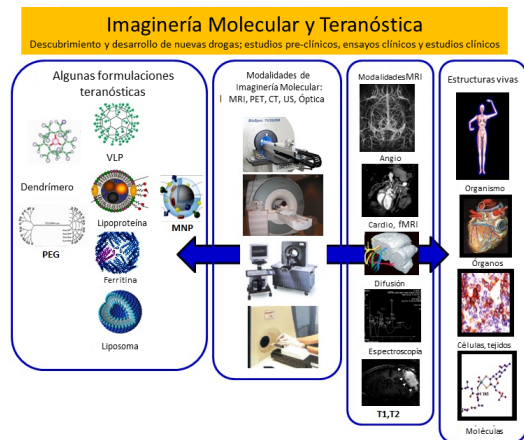 Imaginería Molecular y Teranóstica
Descubrimiento y desarrollo de nuevas drogas; estudios pre-clínicos, ensayos clínicos y estudios clínicos
Algunas formulaciones
teranósticas
VLP
Dendrímero
Lipoproteína
MNP
PEG
Ferritina
Liposoma
Modalidades de
Imaginería Molecular:
MRI, PET, CT, US, Óptica
ModalidadesMRI
Angio
Cardio, fMRI
Difusión
Espectroscopía
T1,T2
Estructuras vivas
Organismo
Órganos
Células, tejidos
Moléculas